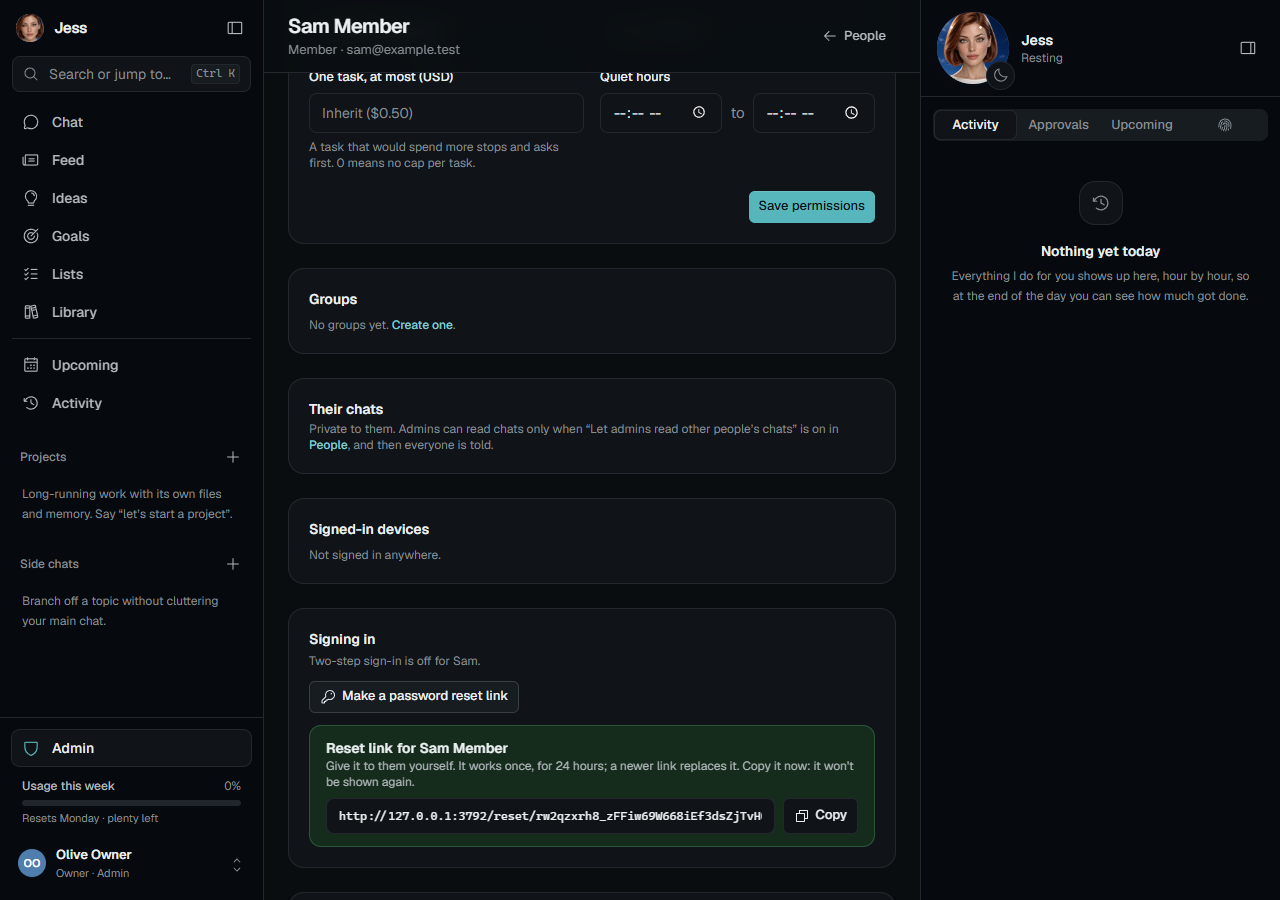 Jess
Search or jump to...
Ctrl K
Chat
Feed
Ideas
Goals
Lists
Library
Upcoming
Activity
Projects
Long-running work with its own files
and memory. Say “let’s start a project”.
Side chats
Branch off a topic without cluttering
your main chat.
Admin
Usage this week
0%
Resets Monday · plenty left
OO
Olive Owner
Owner · Admin
Sam Member
Member · sam@example.test
People
One task, at most (USD)
Quiet hours
Inherit ($0.50)
--:-- --
to
--:-- --
A task that would spend more stops and asks
first. 0 means no cap per task.
Save permissions
Groups
No groups yet. Create one.
Their chats
Private to them. Admins can read chats only when “Let admins read other people’s chats” is on in
People, and then everyone is told.
Signed-in devices
Not signed in anywhere.
Signing in
Two-step sign-in is off for Sam.
Make a password reset link
Reset link for Sam Member
Give it to them yourself. It works once, for 24 hours; a newer link replaces it. Copy it now: it won’t
be shown again.
http://127.0.0.1:3792/reset/rw2qzxrh8_zFFiw69W668iEf3dsZjTvH
Copy
Jess
Resting
Activity
Approvals
Upcoming
Nothing yet today
Everything I do for you shows up here, hour by hour, so
at the end of the day you can see how much got done.